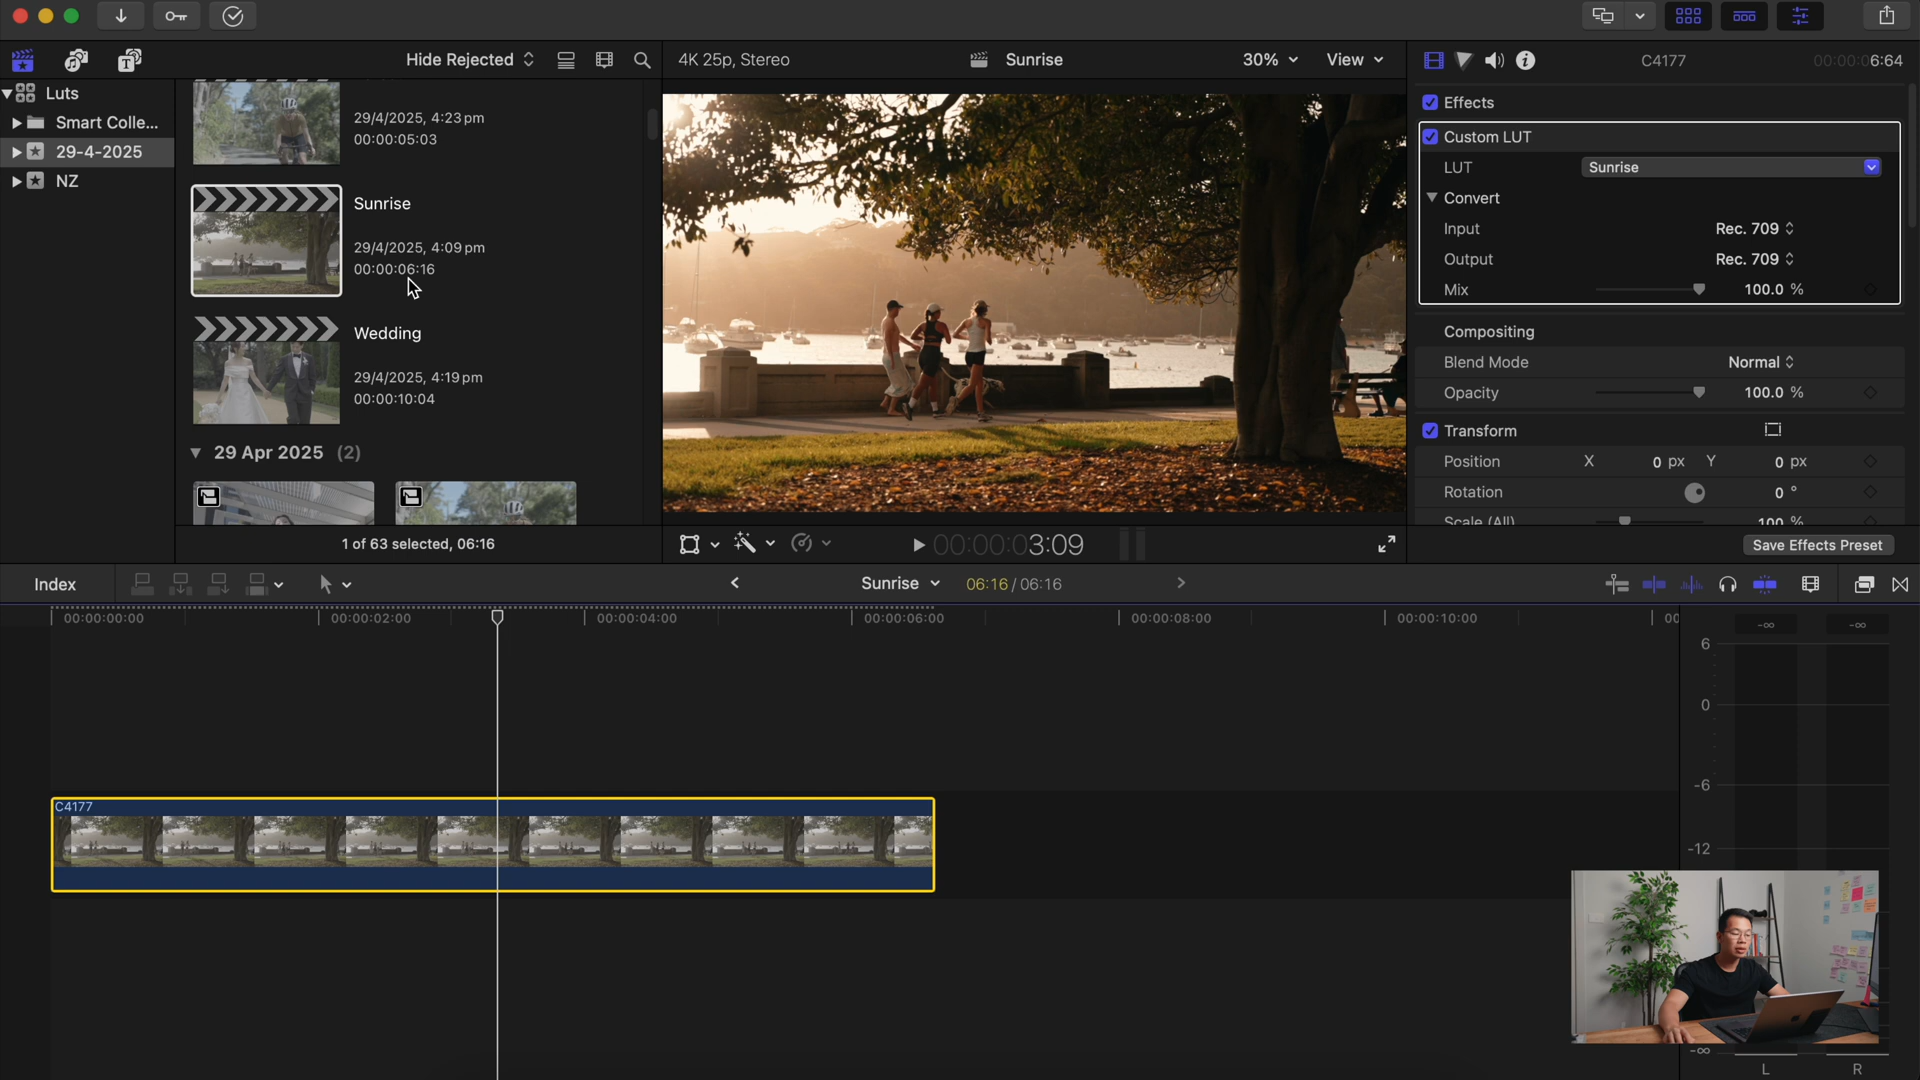 Hide Rejected
4K 25p, Stereo
Sunrise
30%
View
C4177
00:00:06:64
Luts
Smart Colle...
29-4-2025
NZ
29/4/2025, 4:23 pm
00:00:05:03
Sunrise
29/4/2025, 4:09 pm
00:00:06:16
Wedding
29/4/2025, 4:19 pm
00:00:10:04
29 Apr 2025 (2)
1 of 63 selected, 06:16
00:00:03:09
Effects
Custom LUT
LUT Sunrise
Convert
Input Rec. 709
Output Rec. 709
Mix 100.0 %
Compositing
Blend Mode Normal
Opacity 100.0 %
Transform
Position X 0 px Y 0 px
Rotation 0 °
Scale (All) 100 %
Save Effects Preset
Index
Sunrise
06:16 / 06:16
00:00:00:00
00:00:02:00
00:00:04:00
00:00:06:00
00:00:08:00
00:00:10:00
00
C4177
-∞ -∞
6
0
-6
-12
-∞
L R